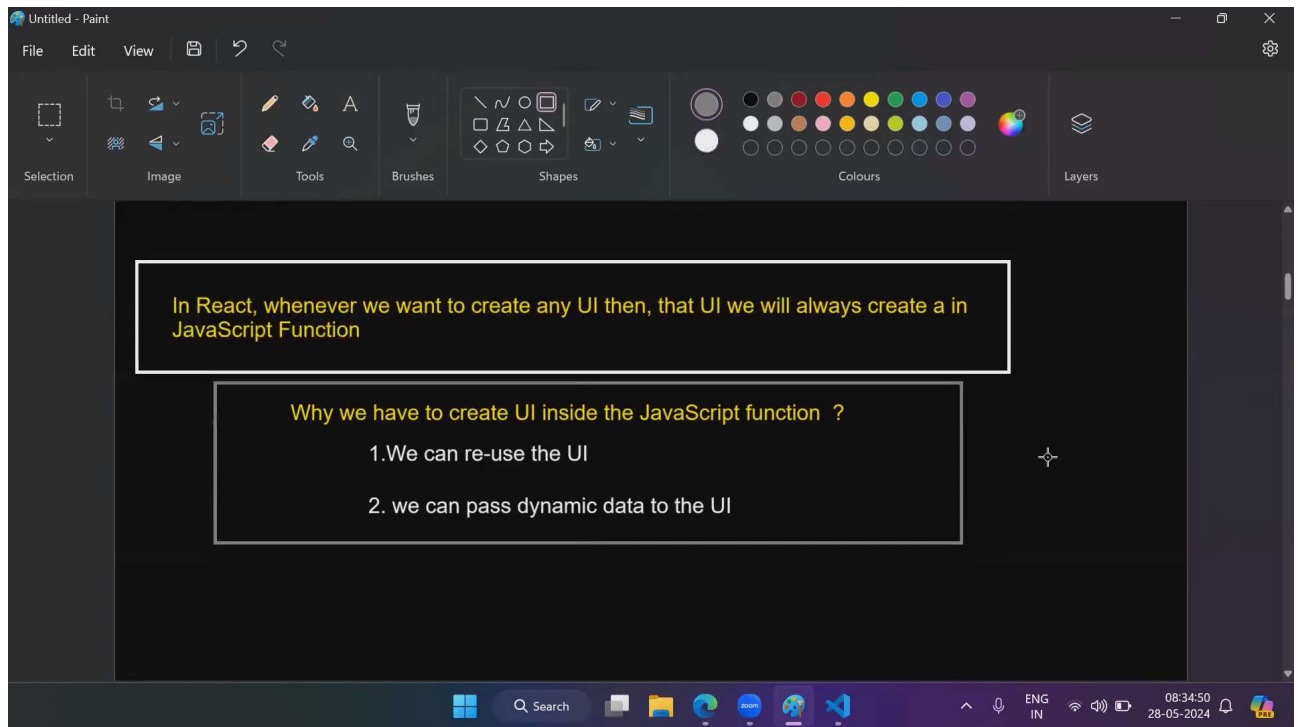 Untitled - Paint
File Edit View
Selection Image Tools Brushes Shapes Colours Layers
In React, whenever we want to create any UI then, that UI we will always create a in
JavaScript Function
Why we have to create UI inside the JavaScript function ?
1.We can re-use the UI
2. we can pass dynamic data to the UI
Search
zoom
ENG
IN
08:34:50
28-05-2024
PRE